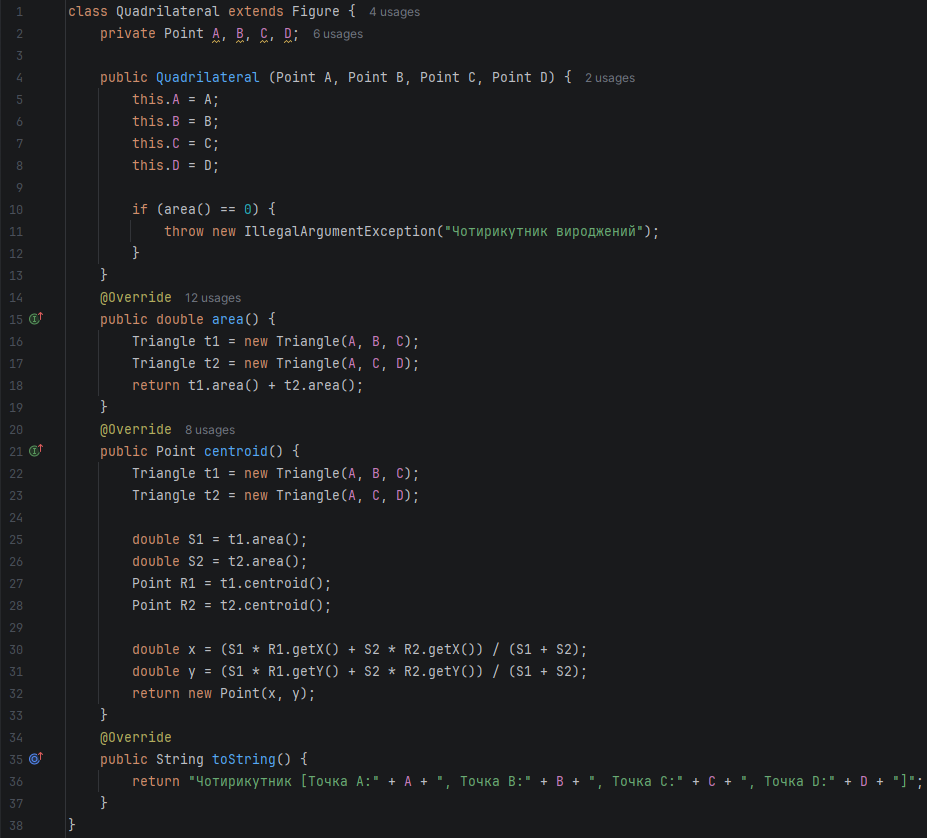 1 class Quadrilateral extends Figure { 4 usages
2 private Point A, B, C, D; 6 usages
3
4 public Quadrilateral (Point A, Point B, Point C, Point D) { 2 usages
5 this.A = A;
6 this.B = B;
7 this.C = C;
8 this.D = D;
9
10 if (area() == 0) {
11 throw new IllegalArgumentException("Чотирикутник вироджений");
12 }
13 }
14 @Override 12 usages
15 public double area() {
16 Triangle t1 = new Triangle(A, B, C);
17 Triangle t2 = new Triangle(A, C, D);
18 return t1.area() + t2.area();
19 }
20 @Override 8 usages
21 public Point centroid() {
22 Triangle t1 = new Triangle(A, B, C);
23 Triangle t2 = new Triangle(A, C, D);
24
25 double S1 = t1.area();
26 double S2 = t2.area();
27 Point R1 = t1.centroid();
28 Point R2 = t2.centroid();
29
30 double x = (S1 * R1.getX() + S2 * R2.getX()) / (S1 + S2);
31 double y = (S1 * R1.getY() + S2 * R2.getY()) / (S1 + S2);
32 return new Point(x, y);
33 }
34 @Override
35 public String toString() {
36 return "Чотирикутник [Точка A:" + A + ", Точка B:" + B + ", Точка C:" + C + ", Точка D:" + D + "]";
37 }
38 }